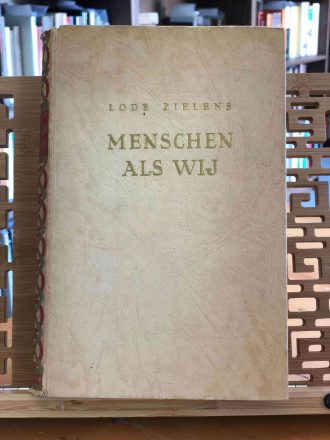 LODE ZIELENS
MENSCHEN
ALS WIJ